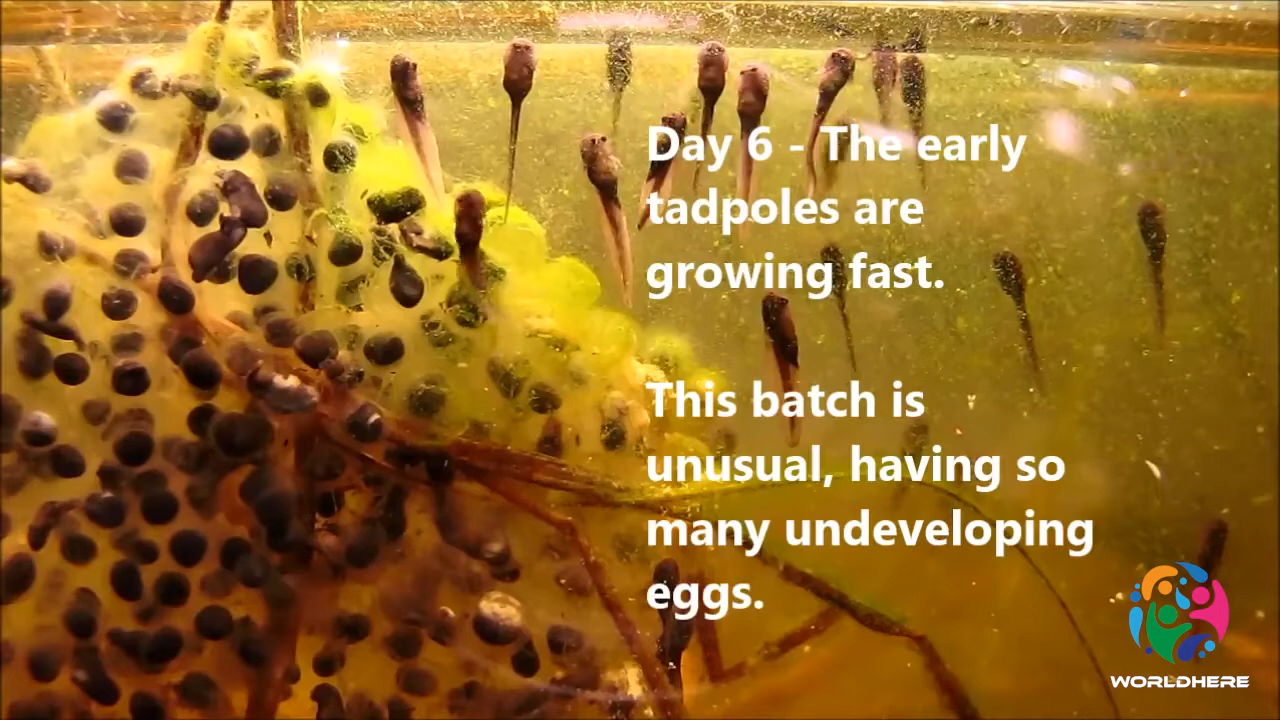 Day 6 - The early
tadpoles are
growing fast.
This batch is
unusual, having so
many undeveloping
eggs.
WORLDHERE